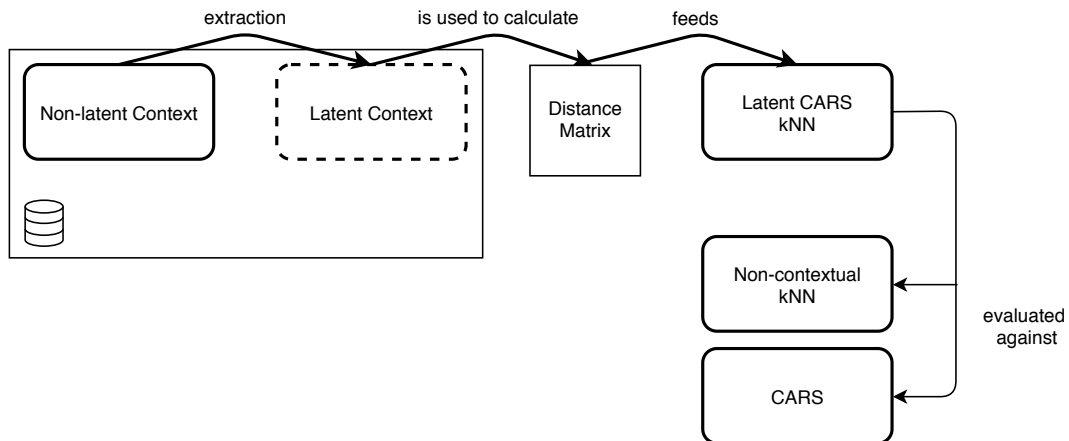 extraction
is used to calculate
feeds
Non-latent Context
Latent Context
Distance
Matrix
Latent CARS
kNN
Non-contextual
kNN
evaluated
against
CARS